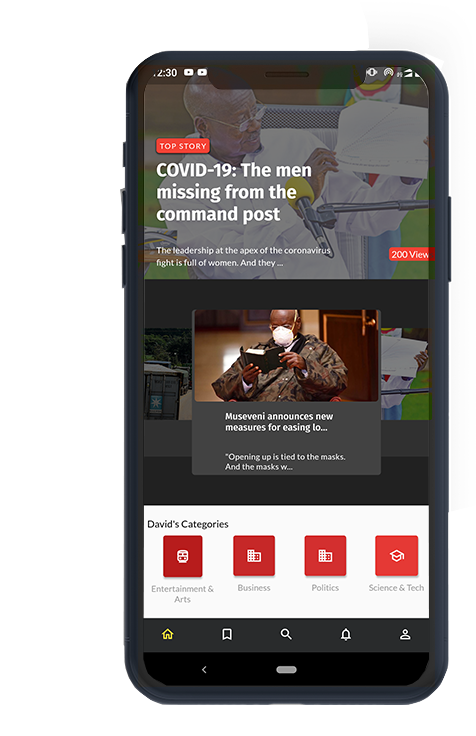 2:30
TOP STORY
COVID-19: The men
missing from the
command post
The leadership at the apex of the coronavirus
fight is full of women. And they ...
200 View
Museveni announces new
measures for easing lo...
"Opening up is tied to the masks.
And the masks w...
David's Categories
Entertainment &
Arts
Business
Politics
Science & Tech